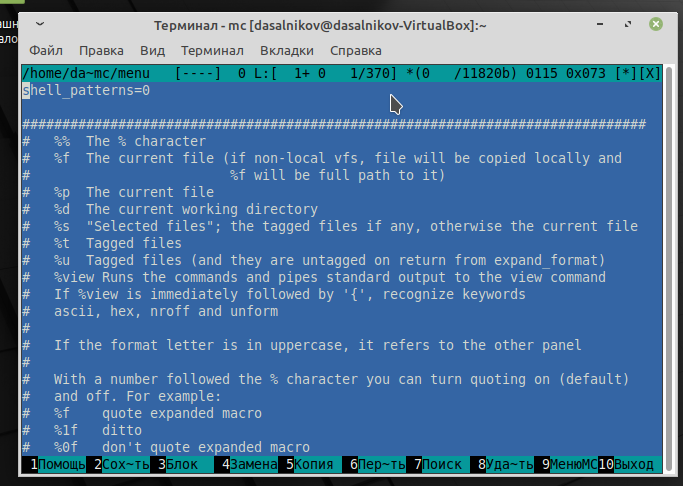 Терминал - mc [dasalnikov@dasalnikov-VirtualBox]:~
Файл Правка Вид Терминал Вкладки Справка
/home/da~mc/menu [----] 0 L:[ 1+ 0 1/370] *(0 /11820b) 0115 0x073 [*][X]
shell_patterns=0
##############################################################################
# %% The % character
# %f The current file (if non-local vfs, file will be copied locally and
# %f will be full path to it)
# %p The current file
# %d The current working directory
# %s "Selected files"; the tagged files if any, otherwise the current file
# %t Tagged files
# %u Tagged files (and they are untagged on return from expand_format)
# %view Runs the commands and pipes standard output to the view command
# If %view is immediately followed by '{', recognize keywords
# ascii, hex, nroff and unform
#
# If the format letter is in uppercase, it refers to the other panel
#
# With a number followed the % character you can turn quoting on (default)
# and off. For example:
# %f quote expanded macro
# %1f ditto
# %0f don't quote expanded macro
1Помощь 2Сох~ть 3Блок 4Замена 5Копия 6Пер~ть 7Поиск 8Уда~ть 9МенюMC 10Выход